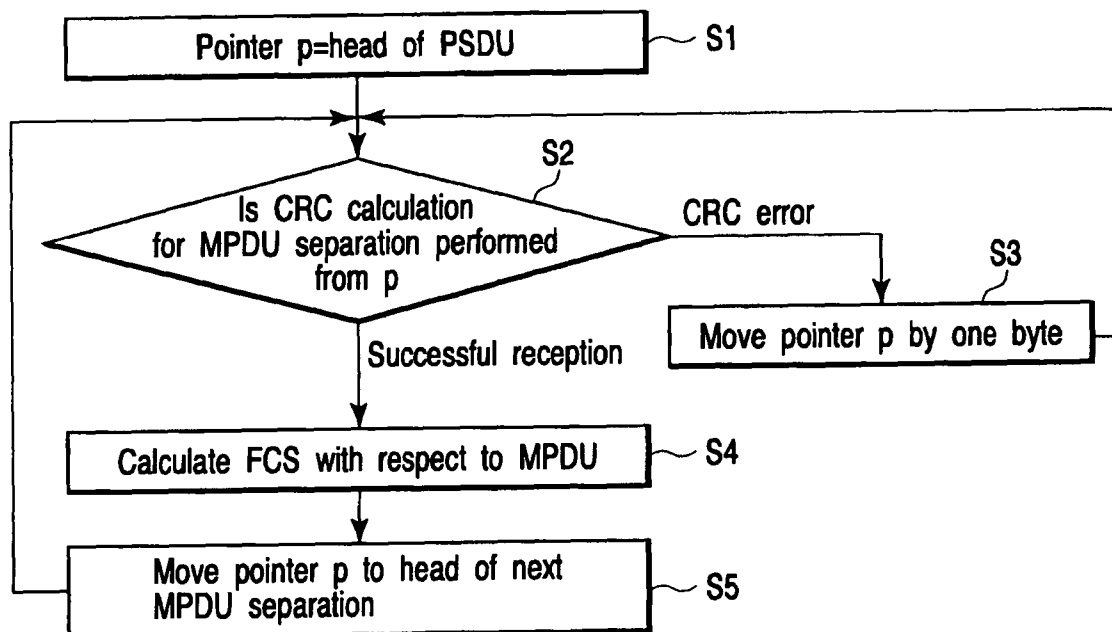 Pointer p=head of PSDU
S1
S2
Is CRC calculation
for MPDU separation performed
from p
CRC error
S3
Move pointer p by one byte
Successful reception
Calculate FCS with respect to MPDU
S4
Move pointer p to head of next
MPDU separation
S5